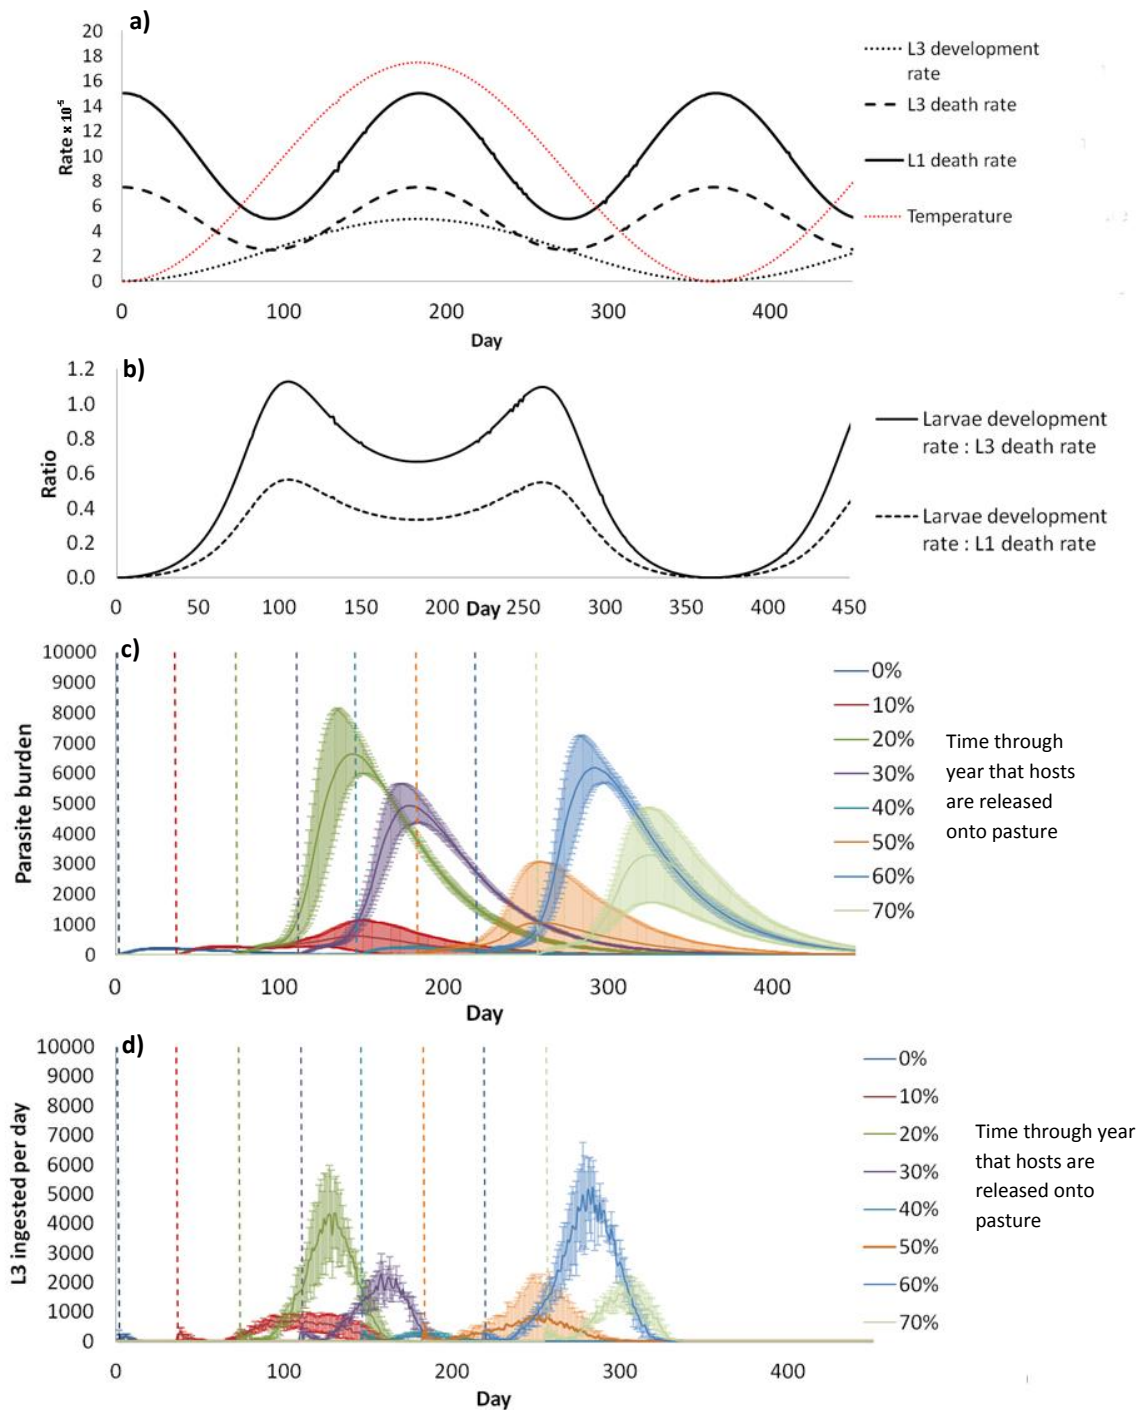 a)
20
18
16
14
12
10
8
6
4
2
0
Rate x 10⁻⁵
0 100 200 300 400
Day
L3 development
rate
L3 death rate
L1 death rate
Temperature
b)
1.2
1.0
0.8
0.6
0.4
0.2
0.0
Ratio
0 50 100 150 200 250 300 350 400 450
Day
Larvae development
rate : L3 death rate
Larvae development
rate : L1 death rate
c)
10000
9000
8000
7000
6000
5000
4000
3000
2000
1000
0
Parasite burden
0 100 200 300 400
Day
0%
10%
20%
30%
40%
50%
60%
70%
Time through
year that hosts
are released
onto pasture
d)
10000
9000
8000
7000
6000
5000
4000
3000
2000
1000
0
L3 ingested per day
0 100 200 300 400
Day
0%
10%
20%
30%
40%
50%
60%
70%
Time through year
that hosts are
released onto
pasture